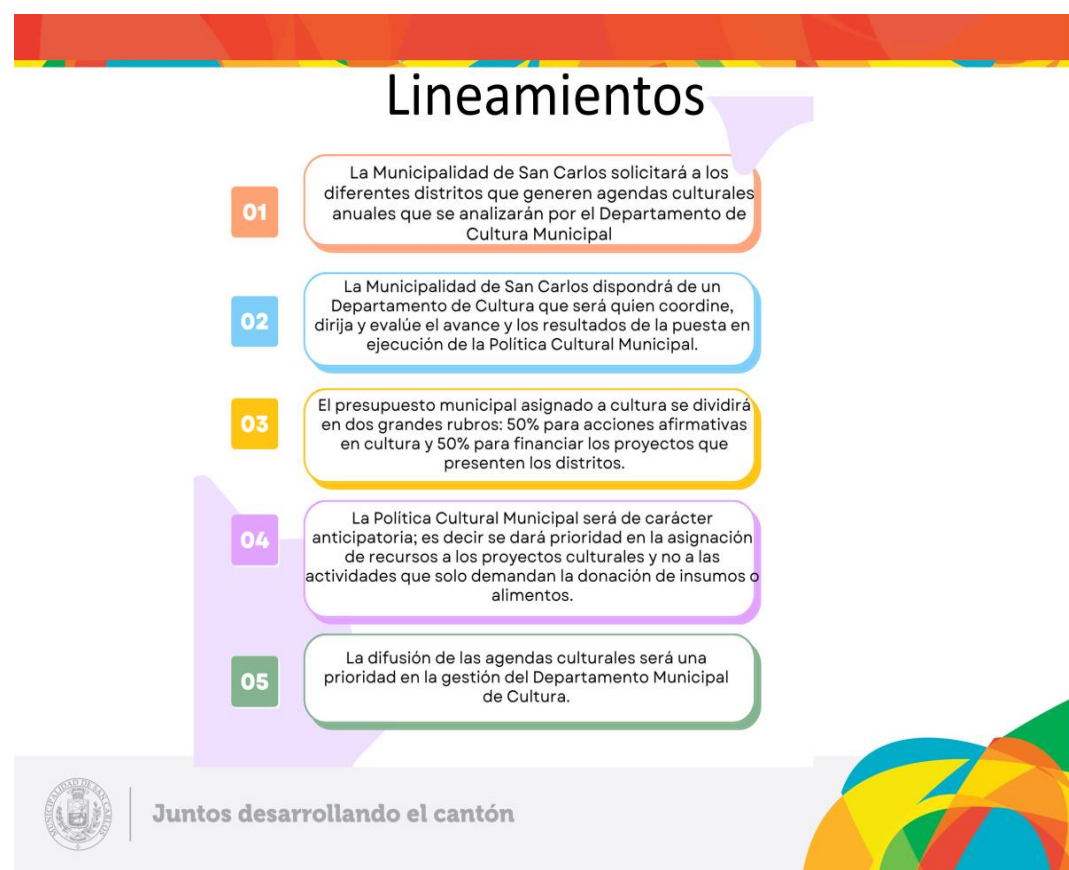 Lineamientos
01
La Municipalidad de San Carlos solicitará a los
diferentes distritos que generen agendas culturales
anuales que se analizarán por el Departamento de
Cultura Municipal
02
La Municipalidad de San Carlos dispondrá de un
Departamento de Cultura que será quien coordine,
dirija y evalúe el avance y los resultados de la puesta en
ejecución de la Política Cultural Municipal.
03
El presupuesto municipal asignado a cultura se dividirá
en dos grandes rubros: 50% para acciones afirmativas
en cultura y 50% para financiar los proyectos que
presenten los distritos.
04
La Política Cultural Municipal será de carácter
anticipatoria; es decir se dará prioridad en la asignación
de recursos a los proyectos culturales y no a las
actividades que solo demandan la donación de insumos o
alimentos.
05
La difusión de las agendas culturales será una
prioridad en la gestión del Departamento Municipal
de Cultura.
MUNICIPALIDAD DE SAN CARLOS
Juntos desarrollando el cantón